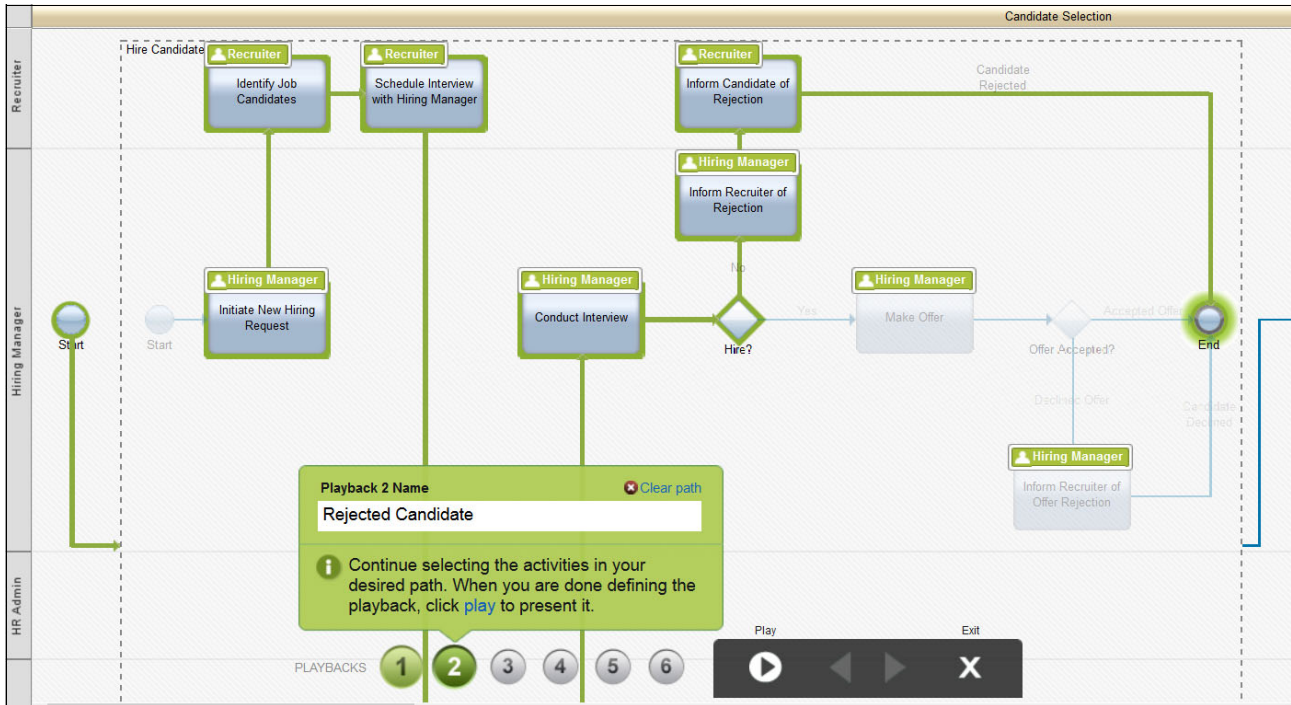 Candidate Selection
Recruiter
Hire Candidate
Recruiter
Identify Job
Candidates
Recruiter
Schedule Interview
with Hiring Manager
Recruiter
Inform Candidate of
Rejection
Candidate
Rejected
Hiring Manager
Inform Recruiter of
Rejection
Hiring Manager
Start
Start
Hiring Manager
Initiate New Hiring
Request
Hiring Manager
Conduct Interview
No
Hire?
Yes
Hiring Manager
Make Offer
Offer Accepted?
Accepted Offer
End
Declined Offer
Candidate
Declined
Hiring Manager
Inform Recruiter of
Offer Rejection
Playback 2 Name
Clear path
Rejected Candidate
Continue selecting the activities in your
desired path. When you are done defining the
playback, click play to present it.
HR Admin
PLAYBACKS
1
2
3
4
5
6
Play
Exit